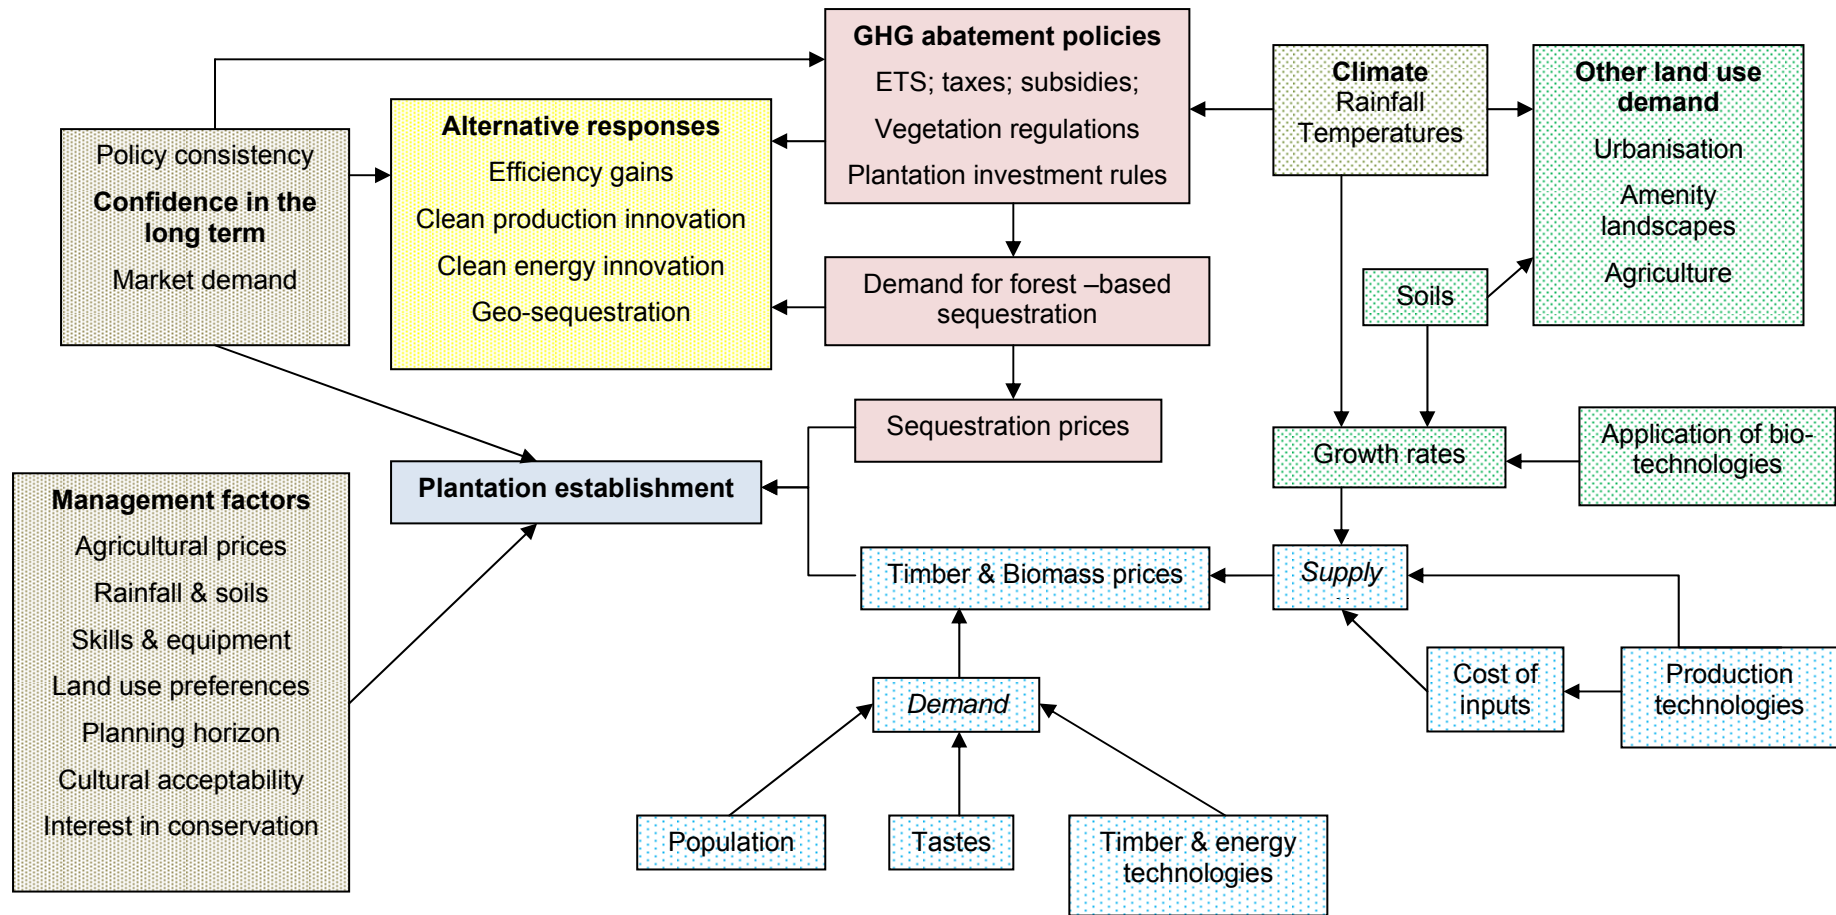 GHG abatement policies
ETS; taxes; subsidies;
Vegetation regulations
Plantation investment rules
Climate
Rainfall
Temperatures
Other land use
demand
Urbanisation
Amenity
landscapes
Agriculture
Alternative responses
Efficiency gains
Clean production innovation
Clean energy innovation
Geo-sequestration
Policy consistency
Confidence in the
long term
Market demand
Demand for forest –based
sequestration
Soils
Sequestration prices
Growth rates
Application of bio-
technologies
Plantation establishment
Management factors
Agricultural prices
Rainfall & soils
Skills & equipment
Land use preferences
Planning horizon
Cultural acceptability
Interest in conservation
Timber & Biomass prices
Supply
Cost of
inputs
Production
technologies
Demand
Population
Tastes
Timber & energy
technologies